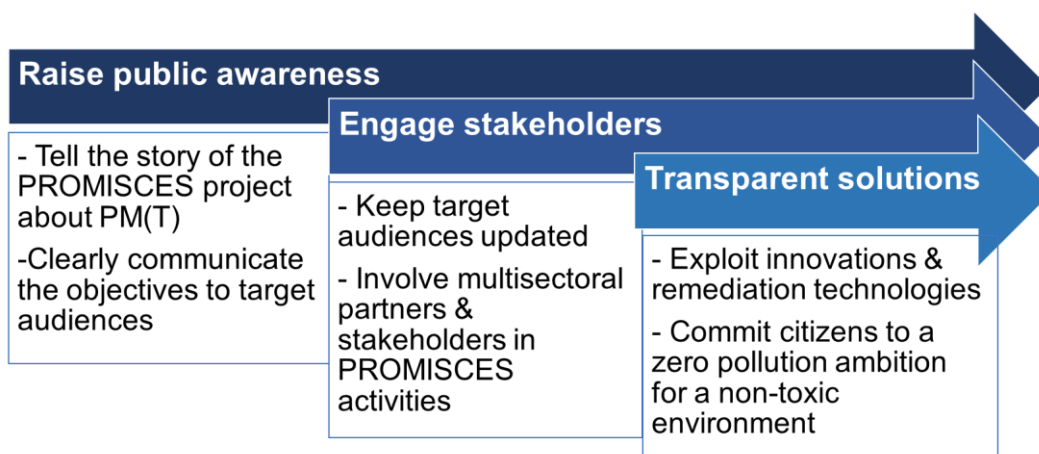 Raise public awareness
- Tell the story of the
PROMISCES project
about PM(T)
-Clearly communicate
the objectives to target
audiences
Engage stakeholders
- Keep target
audiences updated
- Involve multisectoral
partners &
stakeholders in
PROMISCES
activities
Transparent solutions
- Exploit innovations &
remediation technologies
- Commit citizens to a
zero pollution ambition
for a non-toxic
environment